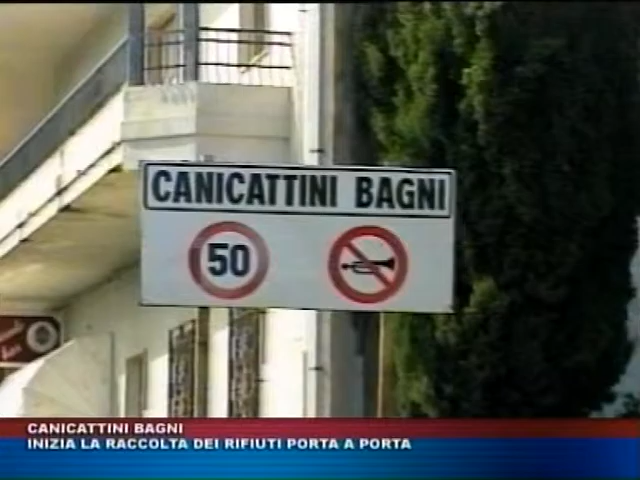 CANICATTINI BAGNI
50
CANICATTINI BAGNI
INIZIA LA RACCOLTA DEI RIFIUTI PORTA A PORTA